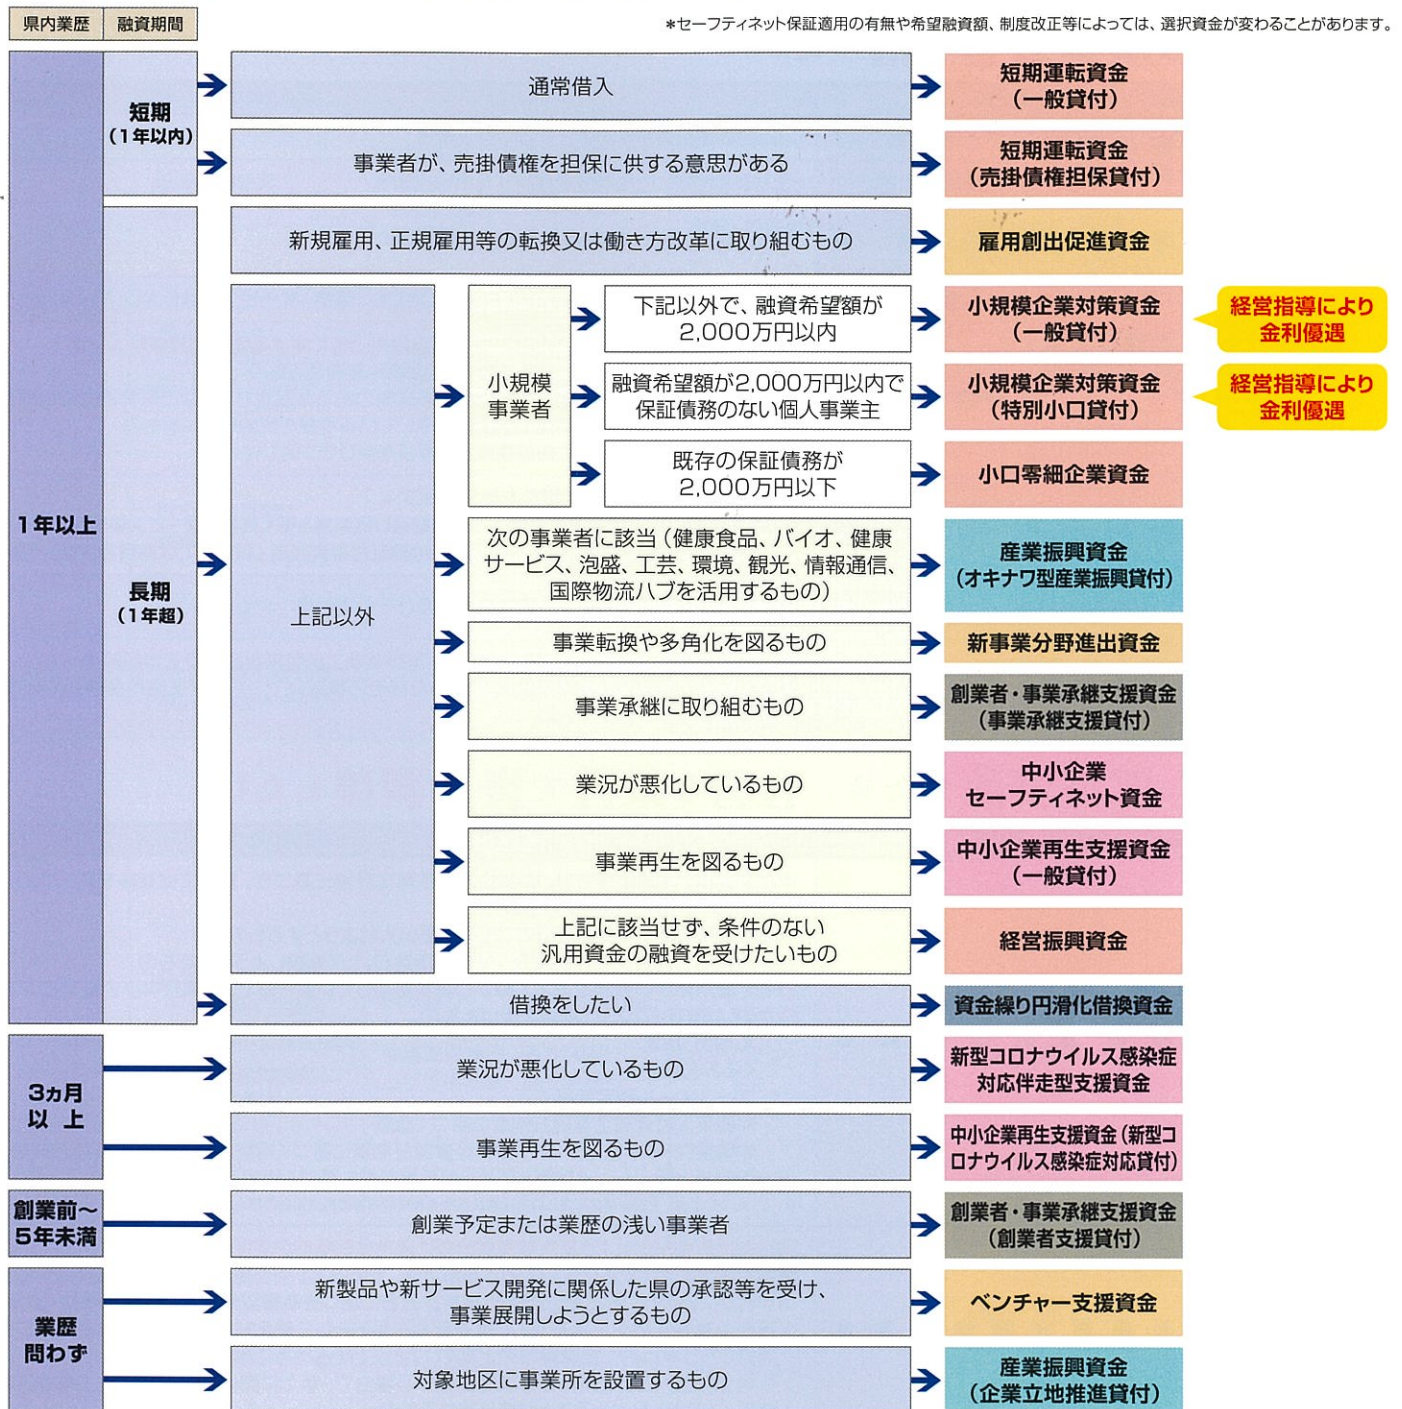 県内業歴 融資期間
*セーフティネット保証適用の有無や希望融資額、制度改正等によっては、選択資金が変わることがあります。
1年以上
短期
(1年以内)
通常借入
短期運転資金
(一般貸付)
事業者が、売掛債権を担保に供する意思がある
短期運転資金
(売掛債権担保貸付)
長期
(1年超)
新規雇用、正規雇用等の転換又は働き方改革に取り組むもの
雇用創出促進資金
上記以外
小規模
事業者
下記以外で、融資希望額が
2,000万円以内
小規模企業対策資金
(一般貸付)
経営指導により
金利優遇
融資希望額が2,000万円以内で
保証債務のない個人事業主
小規模企業対策資金
(特別小口貸付)
経営指導により
金利優遇
既存の保証債務が
2,000万円以下
小口零細企業資金
次の事業者に該当(健康食品、バイオ、健康
サービス、泡盛、工芸、環境、観光、情報通信、
国際物流ハブを活用するもの)
産業振興資金
(オキナワ型産業振興貸付)
事業転換や多角化を図るもの
新事業分野進出資金
事業承継に取り組むもの
創業者・事業承継支援資金
(事業承継支援貸付)
業況が悪化しているもの
中小企業
セーフティネット資金
事業再生を図るもの
中小企業再生支援資金
(一般貸付)
上記に該当せず、条件のない
汎用資金の融資を受けたいもの
経営振興資金
借換をしたい
資金繰り円滑化借換資金
3ヵ月
以 上
業況が悪化しているもの
新型コロナウイルス感染症
対応伴走型支援資金
事業再生を図るもの
中小企業再生支援資金(新型コ
ロナウイルス感染症対応貸付)
創業前~
5年未満
創業予定または業歴の浅い事業者
創業者・事業承継支援資金
(創業者支援貸付)
業歴
問わず
新製品や新サービス開発に関係した県の承認等を受け、
事業展開しようとするもの
ベンチャー支援資金
対象地区に事業所を設置するもの
産業振興資金
(企業立地推進貸付)